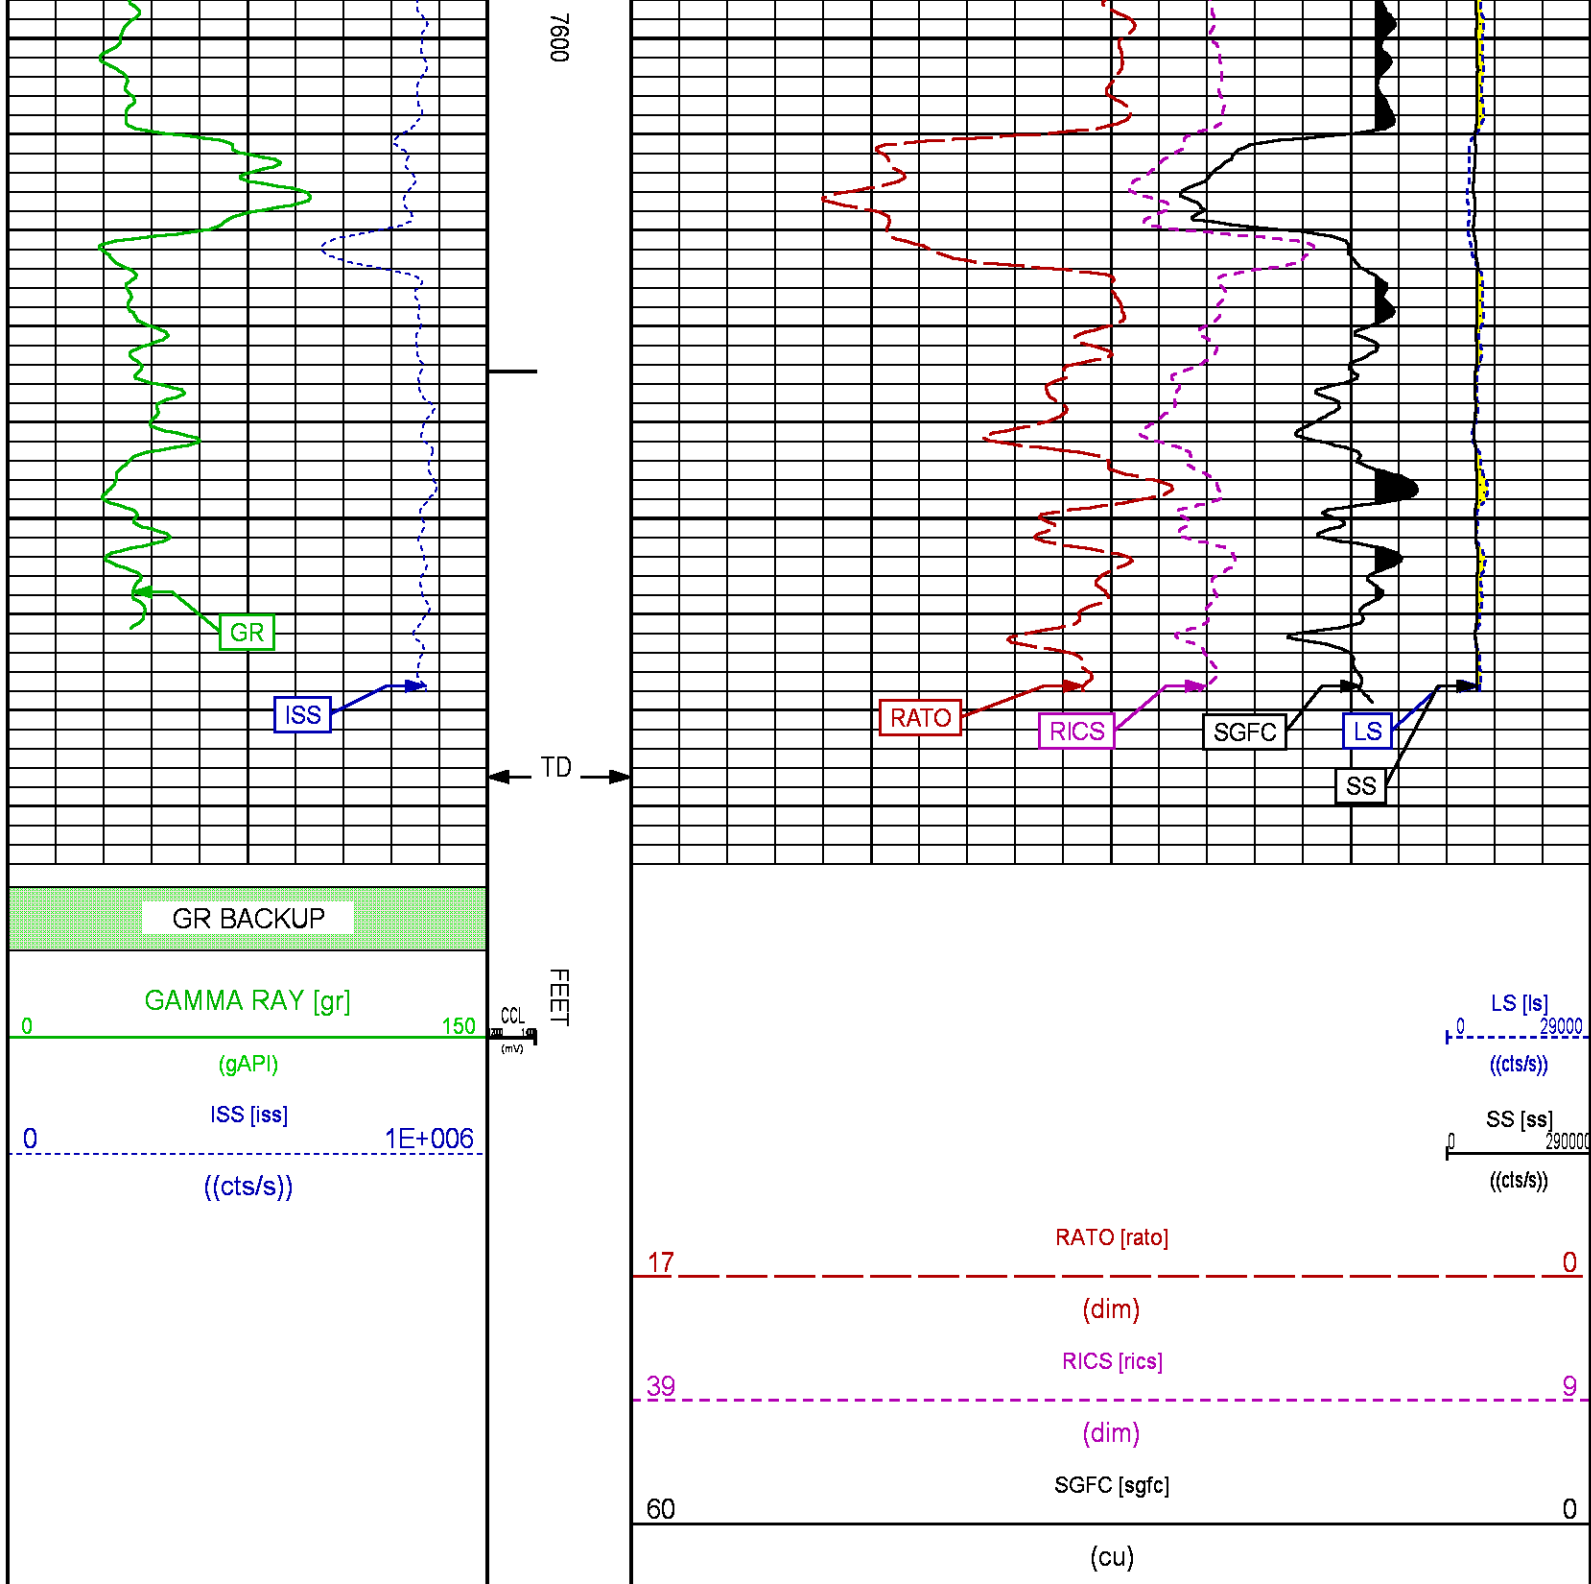 7600
GR
ISS
RATO
RICS
SGFC
LS
SS
TD
GR BACKUP
FEET
GAMMA RAY [gr]
0 150
(gAPI)
CCL
(mV)
ISS [iss]
0 1E+006
((cts/s))
LS [ls]
0 29000
((cts/s))
SS [ss]
0 290000
((cts/s))
RATO [rato]
17 0
(dim)
RICS [rics]
39 9
(dim)
SGFC [sgfc]
60 0
(cu)